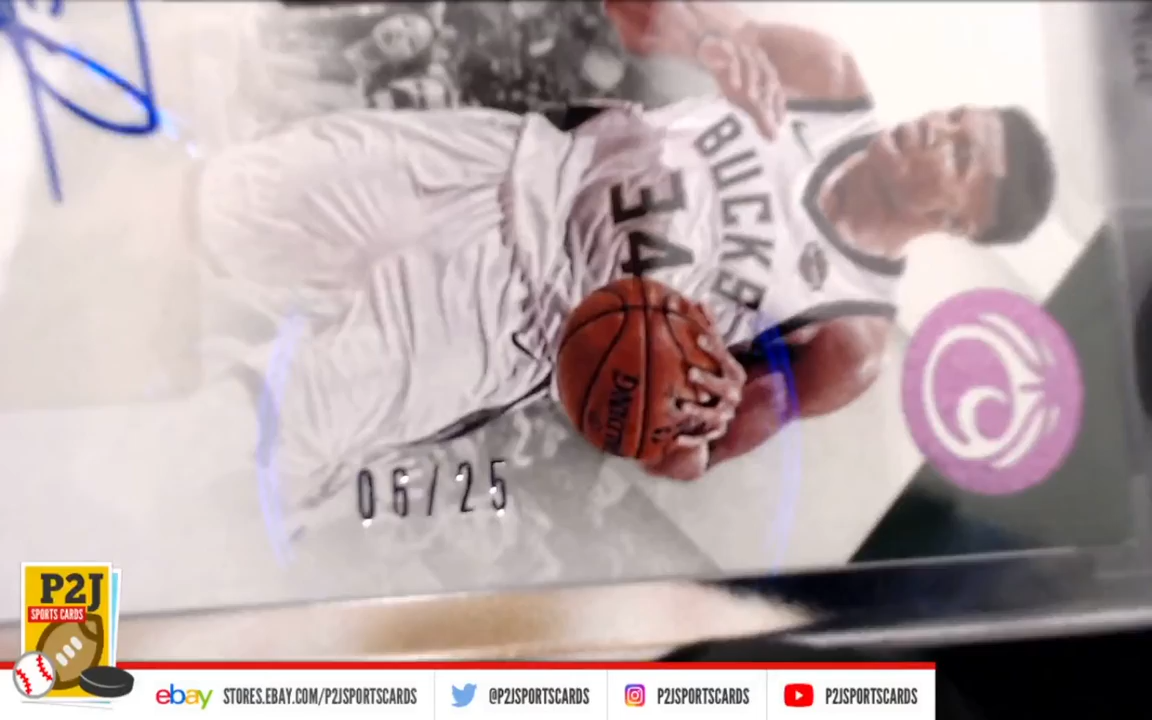 BUCKS
34
SPALDING
06/25
P2J
SPORTS CARDS
ebay STORES.EBAY.COM/P2JSPORTSCARDS
@P2JSPORTSCARDS
P2JSPORTSCARDS
P2JSPORTSCARDS